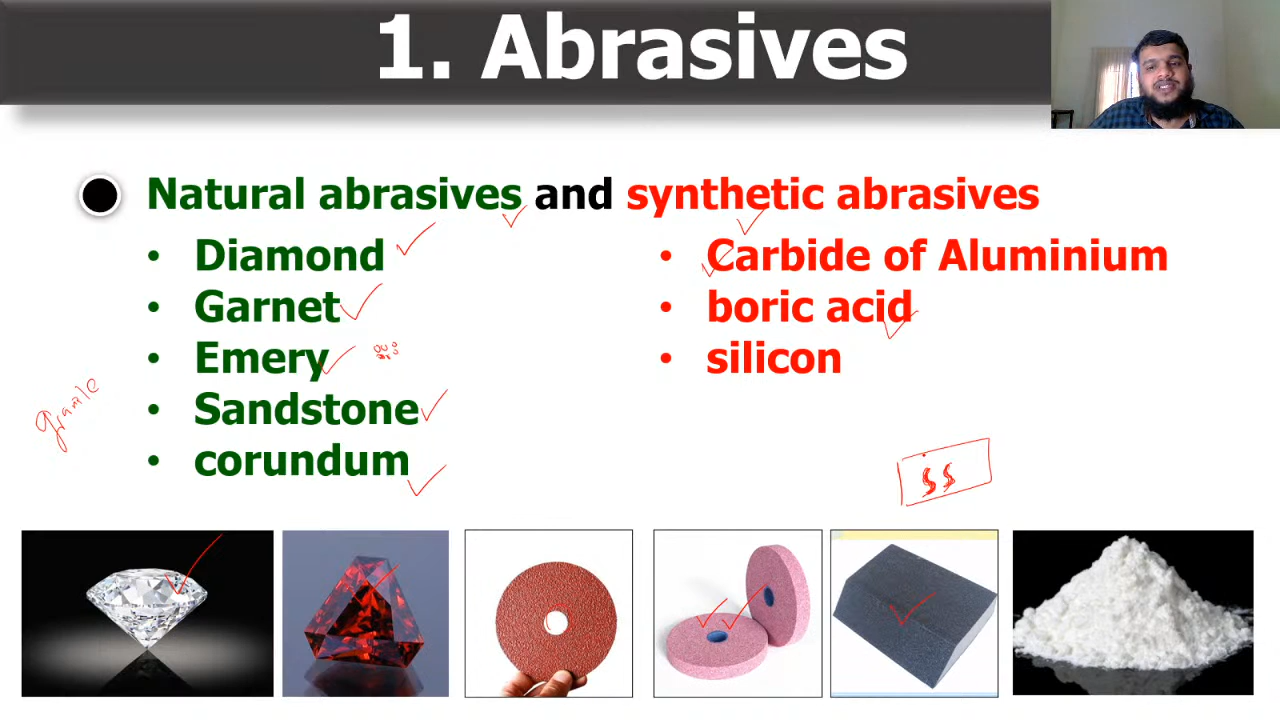 1. Abrasives
Natural abrasives and synthetic abrasives
• Diamond
• Garnet
• Emery
• Sandstone
• corundum
• Carbide of Aluminium
• boric acid
• silicon